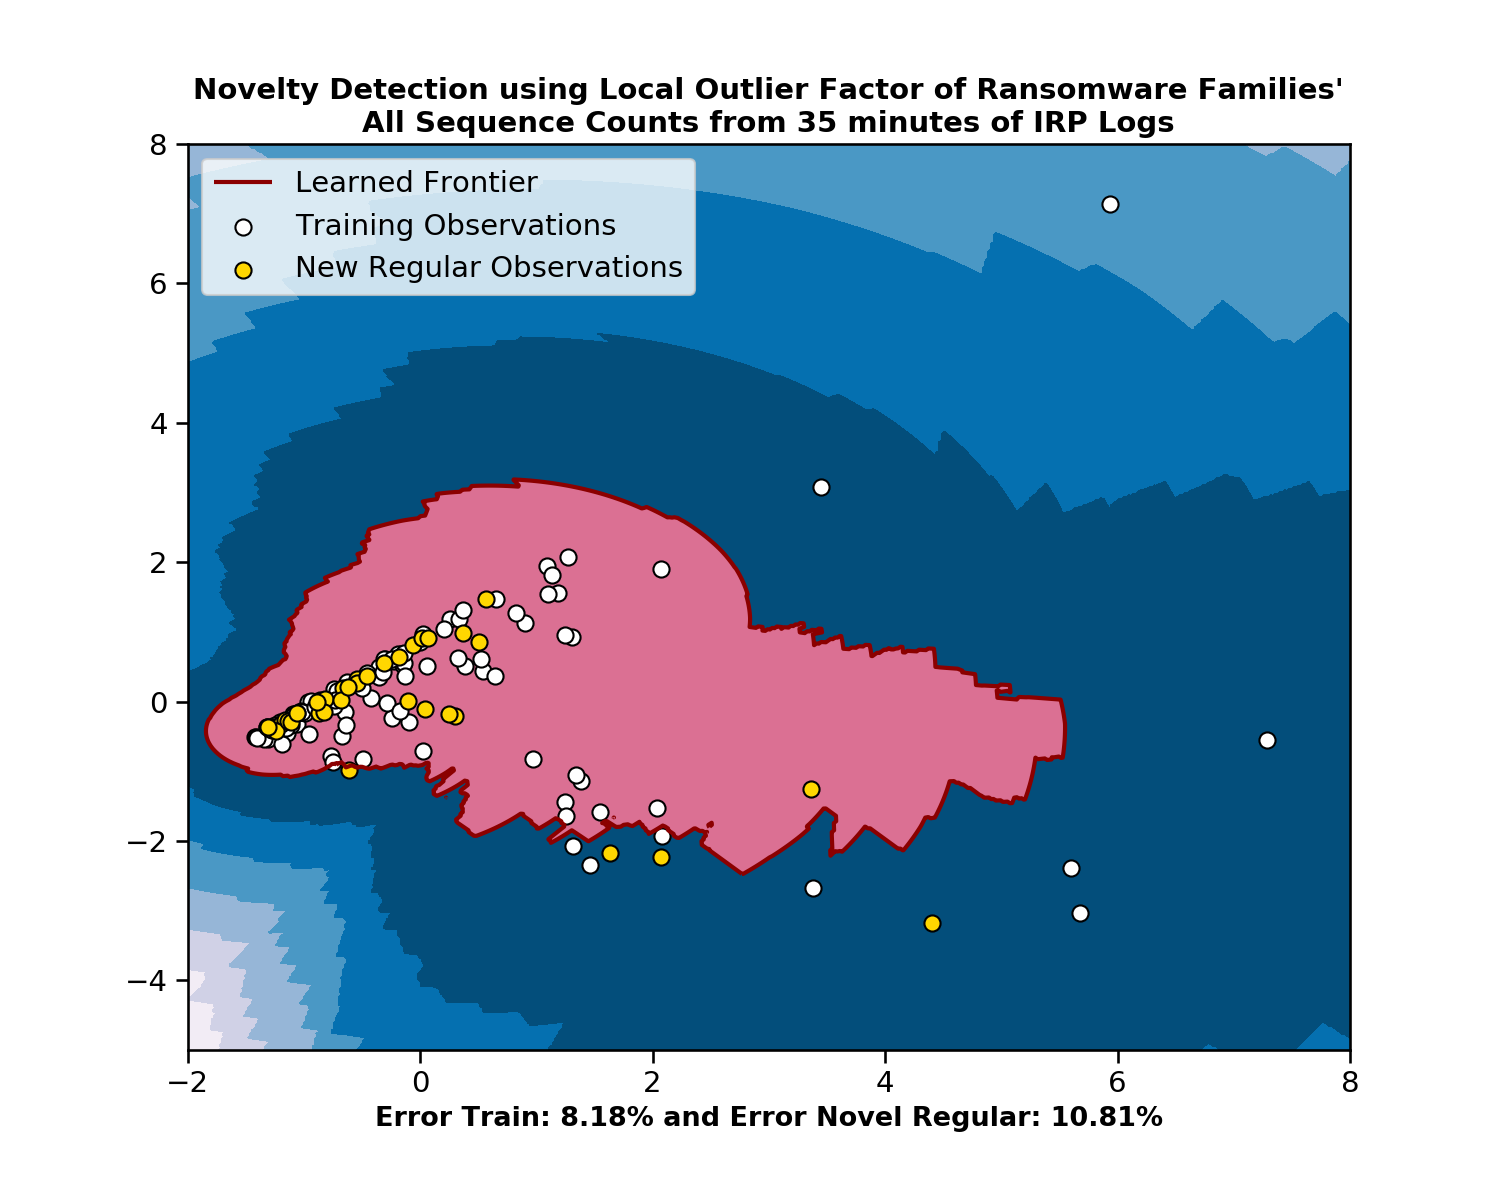 Novelty Detection using Local Outlier Factor of Ransomware Families'
All Sequence Counts from 35 minutes of IRP Logs
Learned Frontier
Training Observations
New Regular Observations
8
6
4
2
0
−2
−4
−2 0 2 4 6 8
Error Train: 8.18% and Error Novel Regular: 10.81%